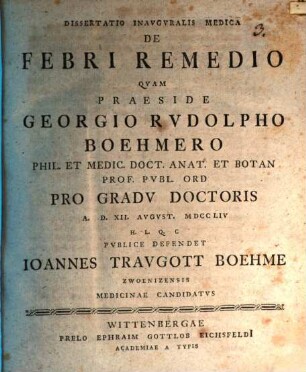 DISSERTATIO INAVGVRALIS MEDICA
3.
DE
FEBRI REMEDIO
QVAM
PRAESIDE
GEORGIO RVDOLPHO
BOEHMERO
PHIL. ET MEDIC. DOCT. ANAT. ET BOTAN
PROF. PVBL. ORD
PRO GRADV DOCTORIS
A. D. XII. AVGVST. MDCCLIV
H. L. Q. C
PVBLICE DEFENDET
IOANNES TRAVGOTT BOEHME
ZWOENIZENSIS
MEDICINAE CANDIDATVS
WITTENBERGAE
PRELO EPHRAIM GOTTLOB EICHSFELDI
ACADEMIAE A TYPIS